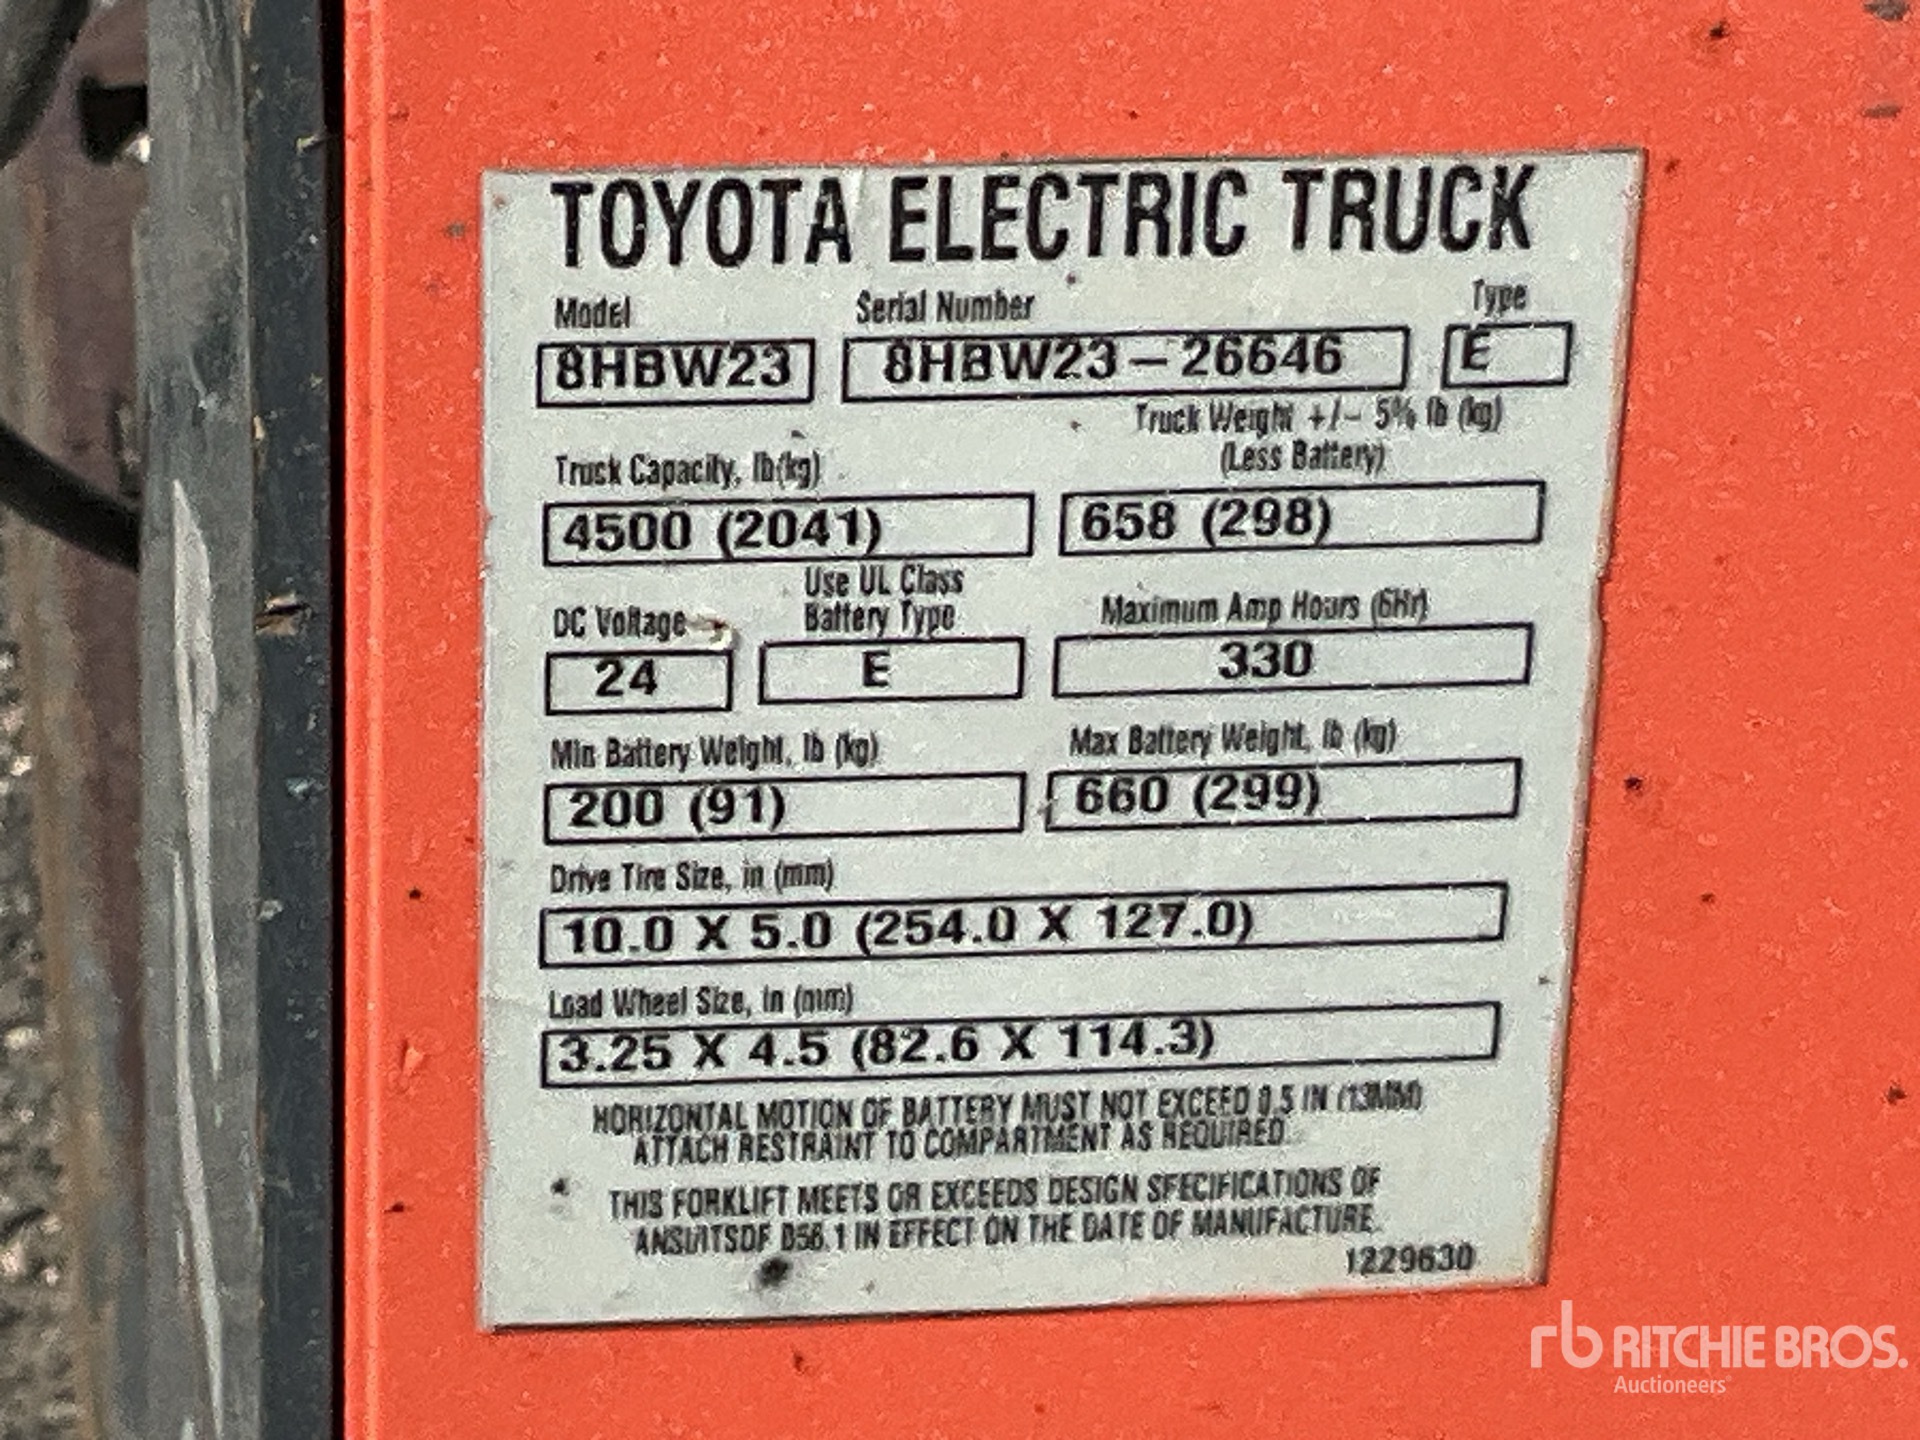 TOYOTA ELECTRIC TRUCK
Model Serial Number Type
8HBW23 8HBW23-26646 E
Truck Weight +/- 5% lb (kg)
Truck Capacity, lb(kg) (Less Battery)
4500 (2041) 658 (298)
Use UL Class
DC Voltage Battery Type Maximum Amp Hours (6Hr)
24 E 330
Min Battery Weight, lb (kg) Max Battery Weight, lb (kg)
200 (91) 660 (299)
Drive Tire Size, in (mm)
10.0 X 5.0 (254.0 X 127.0)
Load Wheel Size, in (mm)
3.25 X 4.5 (82.6 X 114.3)
HORIZONTAL MOTION OF BATTERY MUST NOT EXCEED 0.5 IN (13MM)
ATTACH RESTRAINT TO COMPARTMENT AS REQUIRED.
THIS FORKLIFT MEETS OR EXCEEDS DESIGN SPECIFICATIONS OF
ANSI/ITSDF B56.1 IN EFFECT ON THE DATE OF MANUFACTURE.
1229630
rb RITCHIE BROS.
Auctioneers